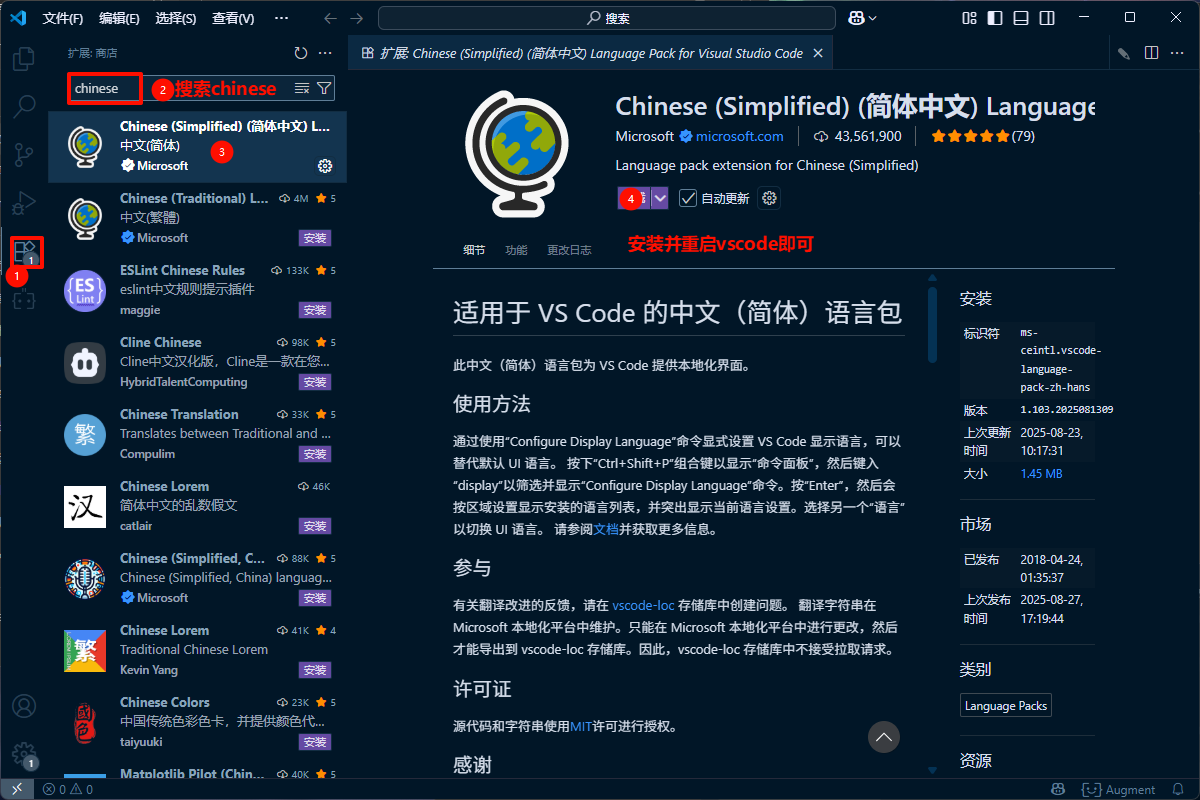 文件(F) 编辑(E) 选择(S) 查看(V) ··· 搜索
扩展: 商店
chinese
2 搜索chinese
Chinese (Simplified) (简体中文) L...
中文(简体)
Microsoft
3
Chinese (Traditional) L... 4M 5
中文(繁體)
Microsoft 安装
1
1
ESLint Chinese Rules 133K 5
eslint中文规则提示插件
maggie 安装
ES
Lint
Cline Chinese 98K 5
Cline中文汉化版，Cline是一款在您...
HybridTalentComputing 安装
Chinese Translation 33K 5
Translates between Traditional and ...
Compulim 安装
繁
Chinese Lorem 46K
简体中文的乱数假文
catlair 安装
汉
Chinese (Simplified, C... 88K 5
Chinese (Simplified, China) languag...
Microsoft 安装
Chinese Lorem 41K 4
Traditional Chinese Lorem
Kevin Yang 安装
繁
Chinese Colors 23K 5
中国传统色彩色卡，并提供颜色代...
taiyuuki 安装
國色
Matplotlib Pilot (Chin... 40K 5
1
扩展: Chinese (Simplified) (简体中文) Language Pack for Visual Studio Code
Chinese (Simplified) (简体中文) Language
Microsoft microsoft.com 43,561,900 (79)
Language pack extension for Chinese (Simplified)
4 自动更新
安装并重启vscode即可
细节 功能 更改日志
适用于 VS Code 的中文（简体）语言包
此中文（简体）语言包为 VS Code 提供本地化界面。
使用方法
通过使用“Configure Display Language”命令显式设置 VS Code 显示语言，可以
替代默认 UI 语言。 按下“Ctrl+Shift+P”组合键以显示“命令面板”，然后键入
“display”以筛选并显示“Configure Display Language”命令。按“Enter”，然后会
按区域设置显示安装的语言列表，并突出显示当前语言设置。选择另一个“语言”
以切换 UI 语言。 请参阅文档并获取更多信息。
参与
有关翻译改进的反馈，请在 vscode-loc 存储库中创建问题。 翻译字符串在
Microsoft 本地化平台中维护。只能在 Microsoft 本地化平台中进行更改，然后
才能导出到 vscode-loc 存储库。因此，vscode-loc 存储库中不接受拉取请求。
许可证
源代码和字符串使用MIT许可进行授权。
感谢
安装
标识符 ms-
ceintl.vscode-
language-
pack-zh-hans
版本 1.103.2025081309
上次更新 2025-08-23,
时间 10:17:31
大小 1.45 MB
市场
已发布 2018-04-24,
01:35:37
上次发布 2025-08-27,
时间 17:19:44
类别
Language Packs
资源
0 0 Augment